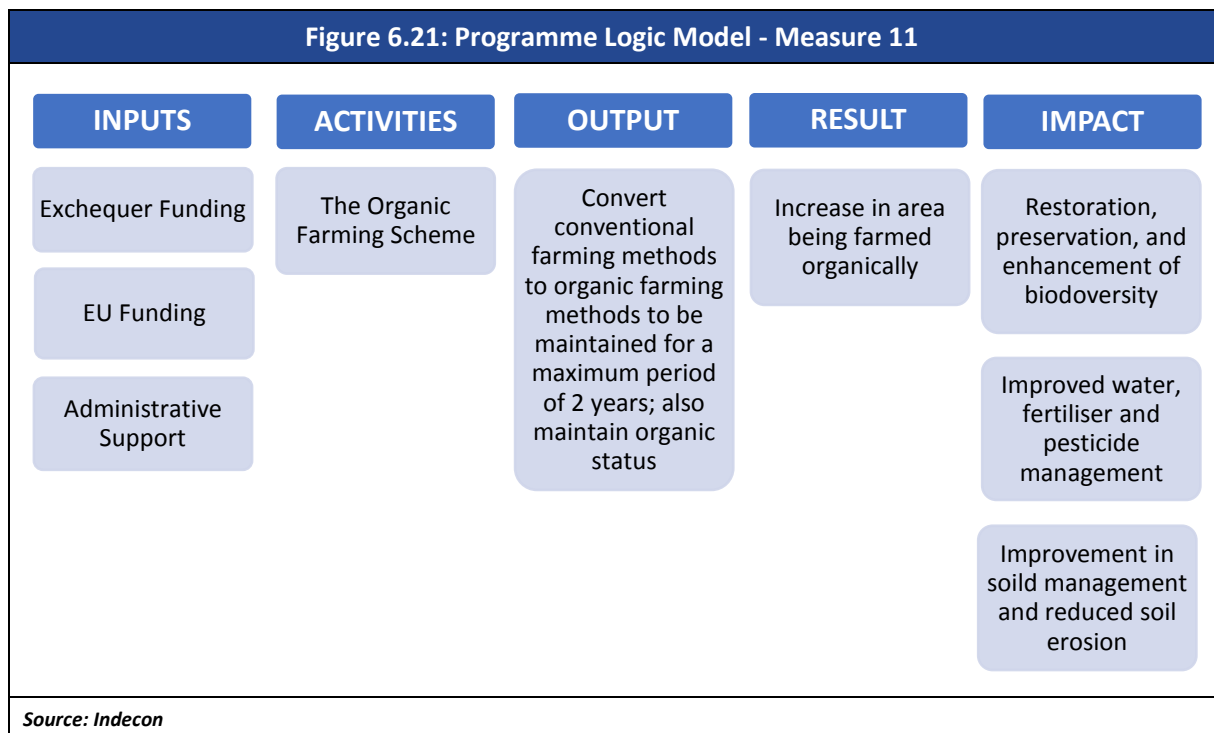 Figure 6.21: Programme Logic Model - Measure 11
INPUTS
Exchequer Funding
EU Funding
Administrative
Support
ACTIVITIES
The Organic
Farming Scheme
OUTPUT
Convert
conventional
farming methods
to organic farming
methods to be
maintained for a
maximum period
of 2 years; also
maintain organic
status
RESULT
Increase in area
being farmed
organically
IMPACT
Restoration,
preservation, and
enhancement of
biodoversity
Improved water,
fertiliser and
pesticide
management
Improvement in
soild management
and reduced soil
erosion
Source: Indecon